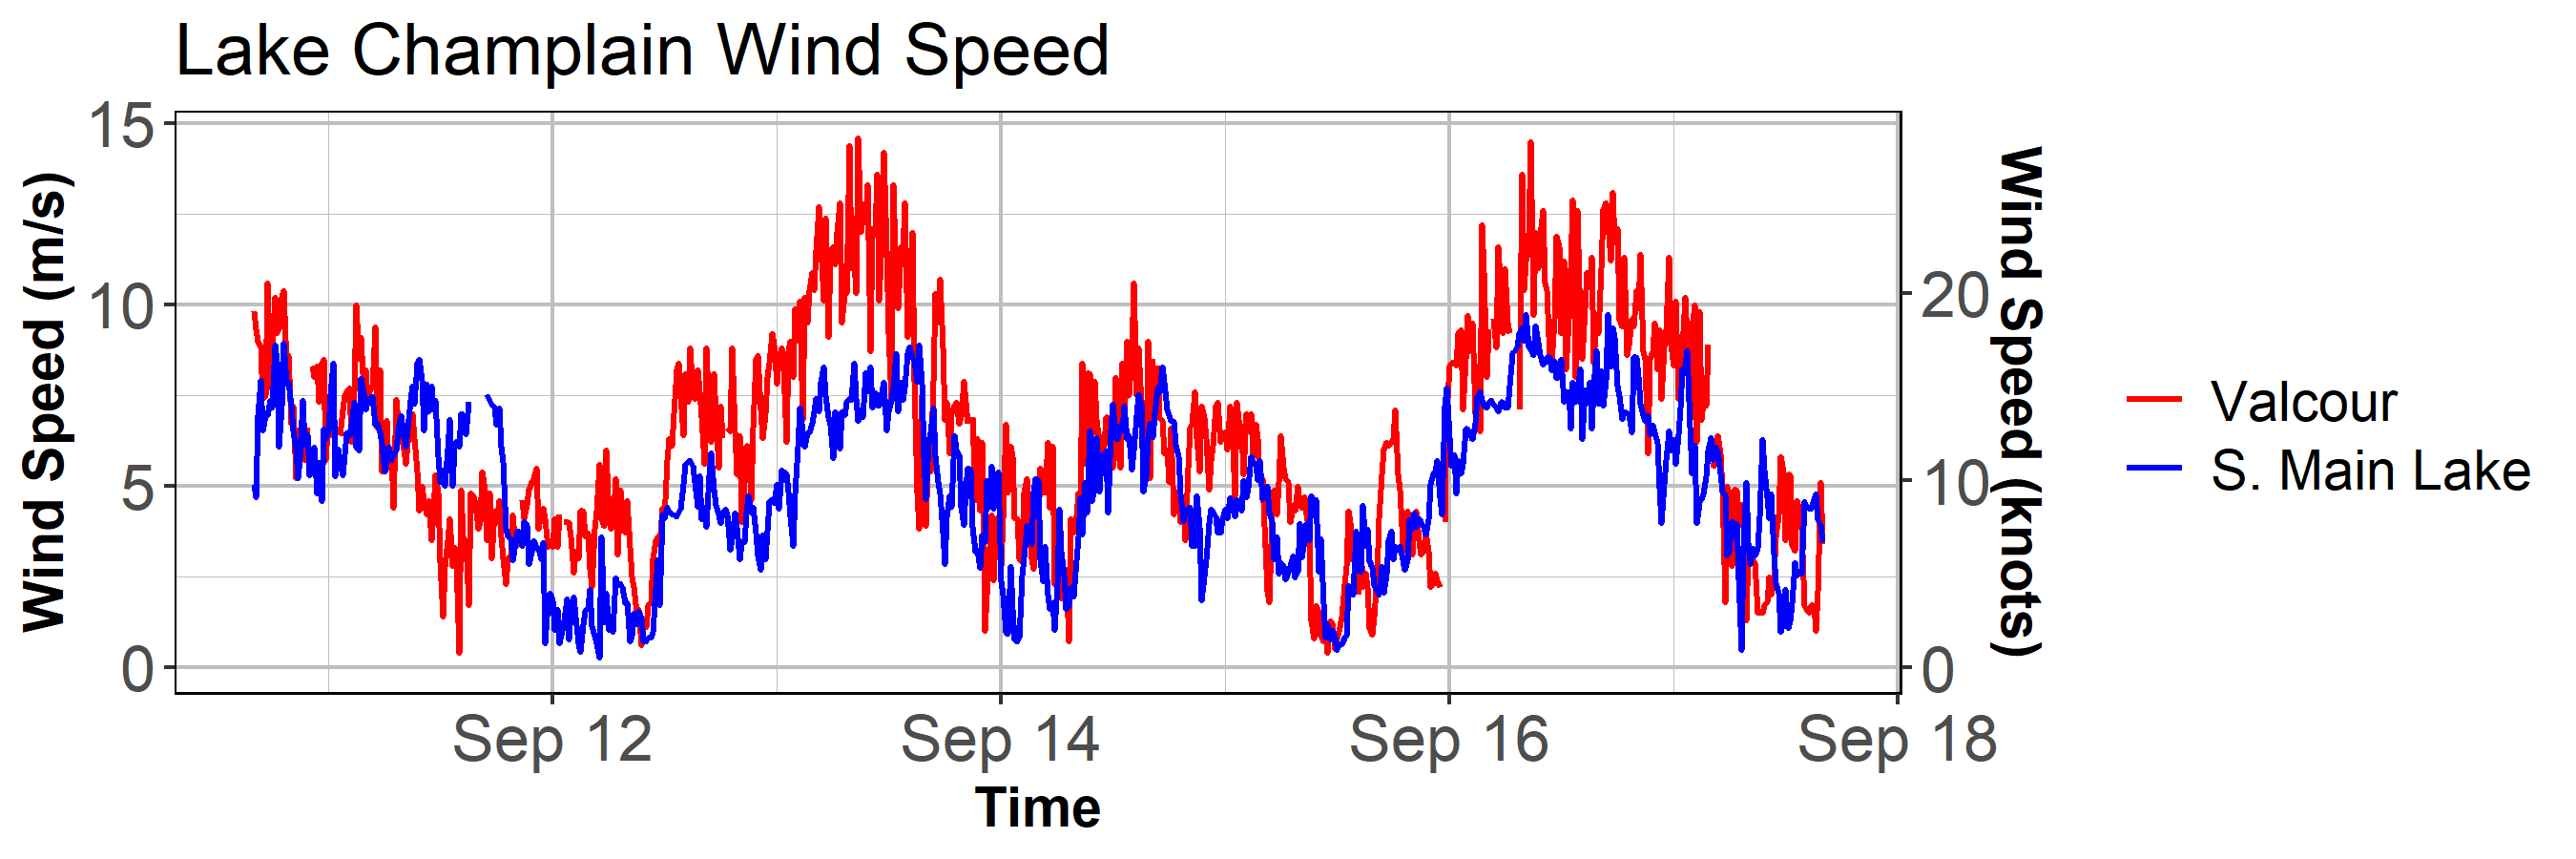 Lake Champlain Wind Speed
Wind Speed (m/s)
15
10
5
0
20
10
0
Wind Speed (knots)
Sep 12
Sep 14
Sep 16
Sep 18
Time
Valcour
S. Main Lake